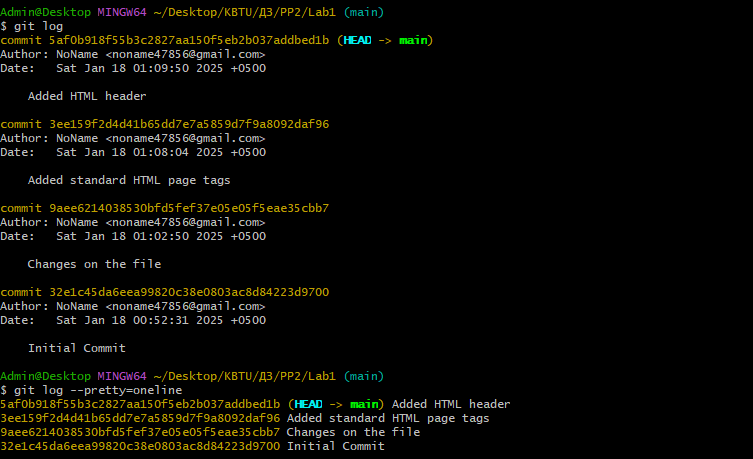 Admin@Desktop MINGW64 ~/Desktop/KBTU/ДЗ/PP2/Lab1 (main)
$ git log
commit 5af0b918f55b3c2827aa150f5eb2b037addbed1b (HEAD -> main)
Author: NoName <noname47856@gmail.com>
Date:   Sat Jan 18 01:09:50 2025 +0500
    Added HTML header
commit 3ee159f2d4d41b65dd7e7a5859d7f9a8092daf96
Author: NoName <noname47856@gmail.com>
Date:   Sat Jan 18 01:08:04 2025 +0500
    Added standard HTML page tags
commit 9aee6214038530bfd5fef37e05e05f5eae35cbb7
Author: NoName <noname47856@gmail.com>
Date:   Sat Jan 18 01:02:50 2025 +0500
    Changes on the file
commit 32e1c45da6eea99820c38e0803ac8d84223d9700
Author: NoName <noname47856@gmail.com>
Date:   Sat Jan 18 00:52:31 2025 +0500
    Initial Commit
Admin@Desktop MINGW64 ~/Desktop/KBTU/ДЗ/PP2/Lab1 (main)
$ git log --pretty=oneline
5af0b918f55b3c2827aa150f5eb2b037addbed1b (HEAD -> main) Added HTML header
3ee159f2d4d41b65dd7e7a5859d7f9a8092daf96 Added standard HTML page tags
9aee6214038530bfd5fef37e05e05f5eae35cbb7 Changes on the file
32e1c45da6eea99820c38e0803ac8d84223d9700 Initial Commit